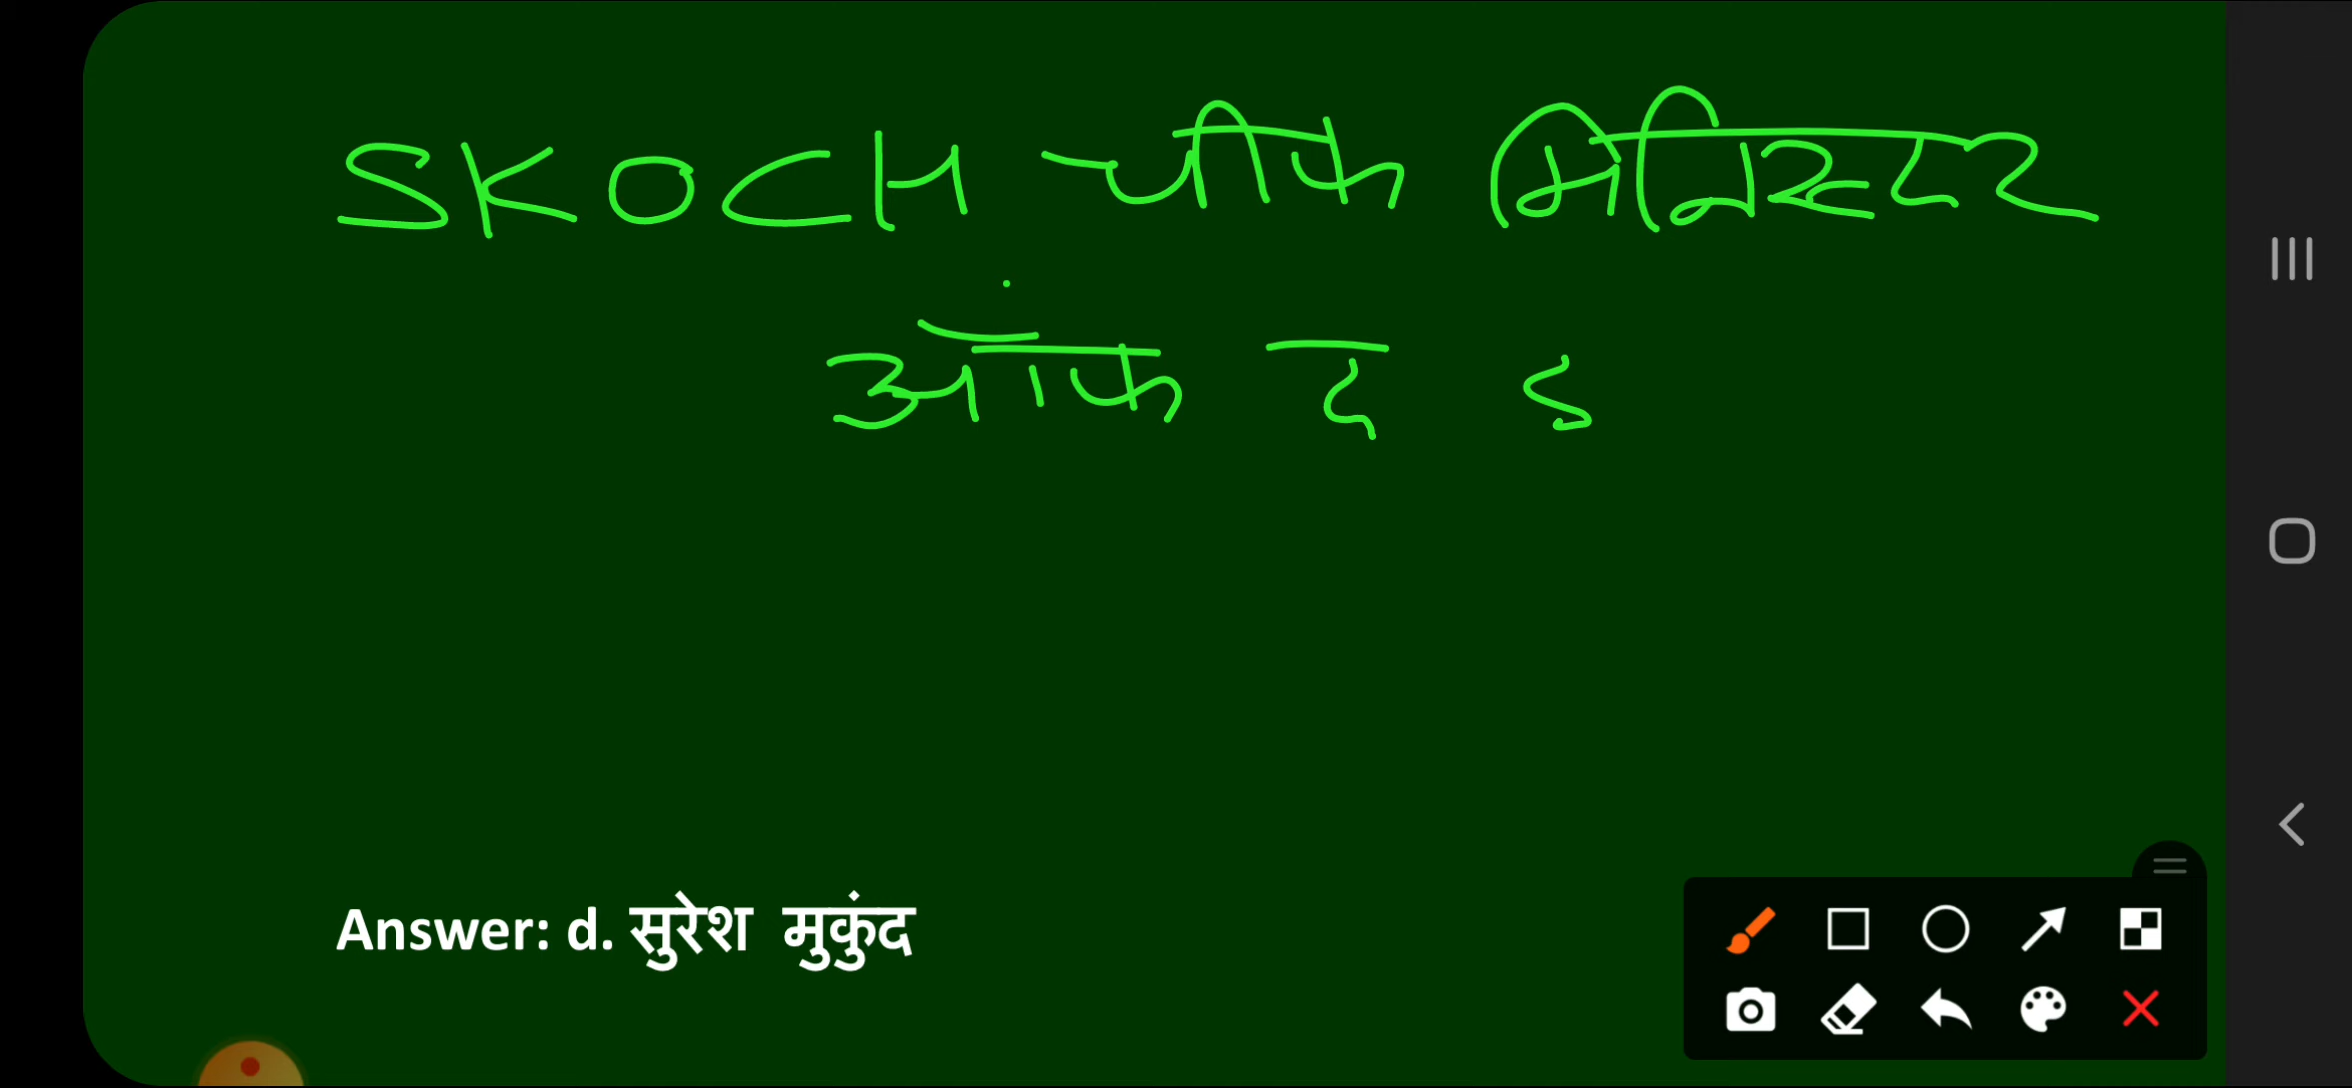 SKOCH चीफ मिनिस्टर
ऑफ द इ
Answer: d. सुरेश मुकुंद